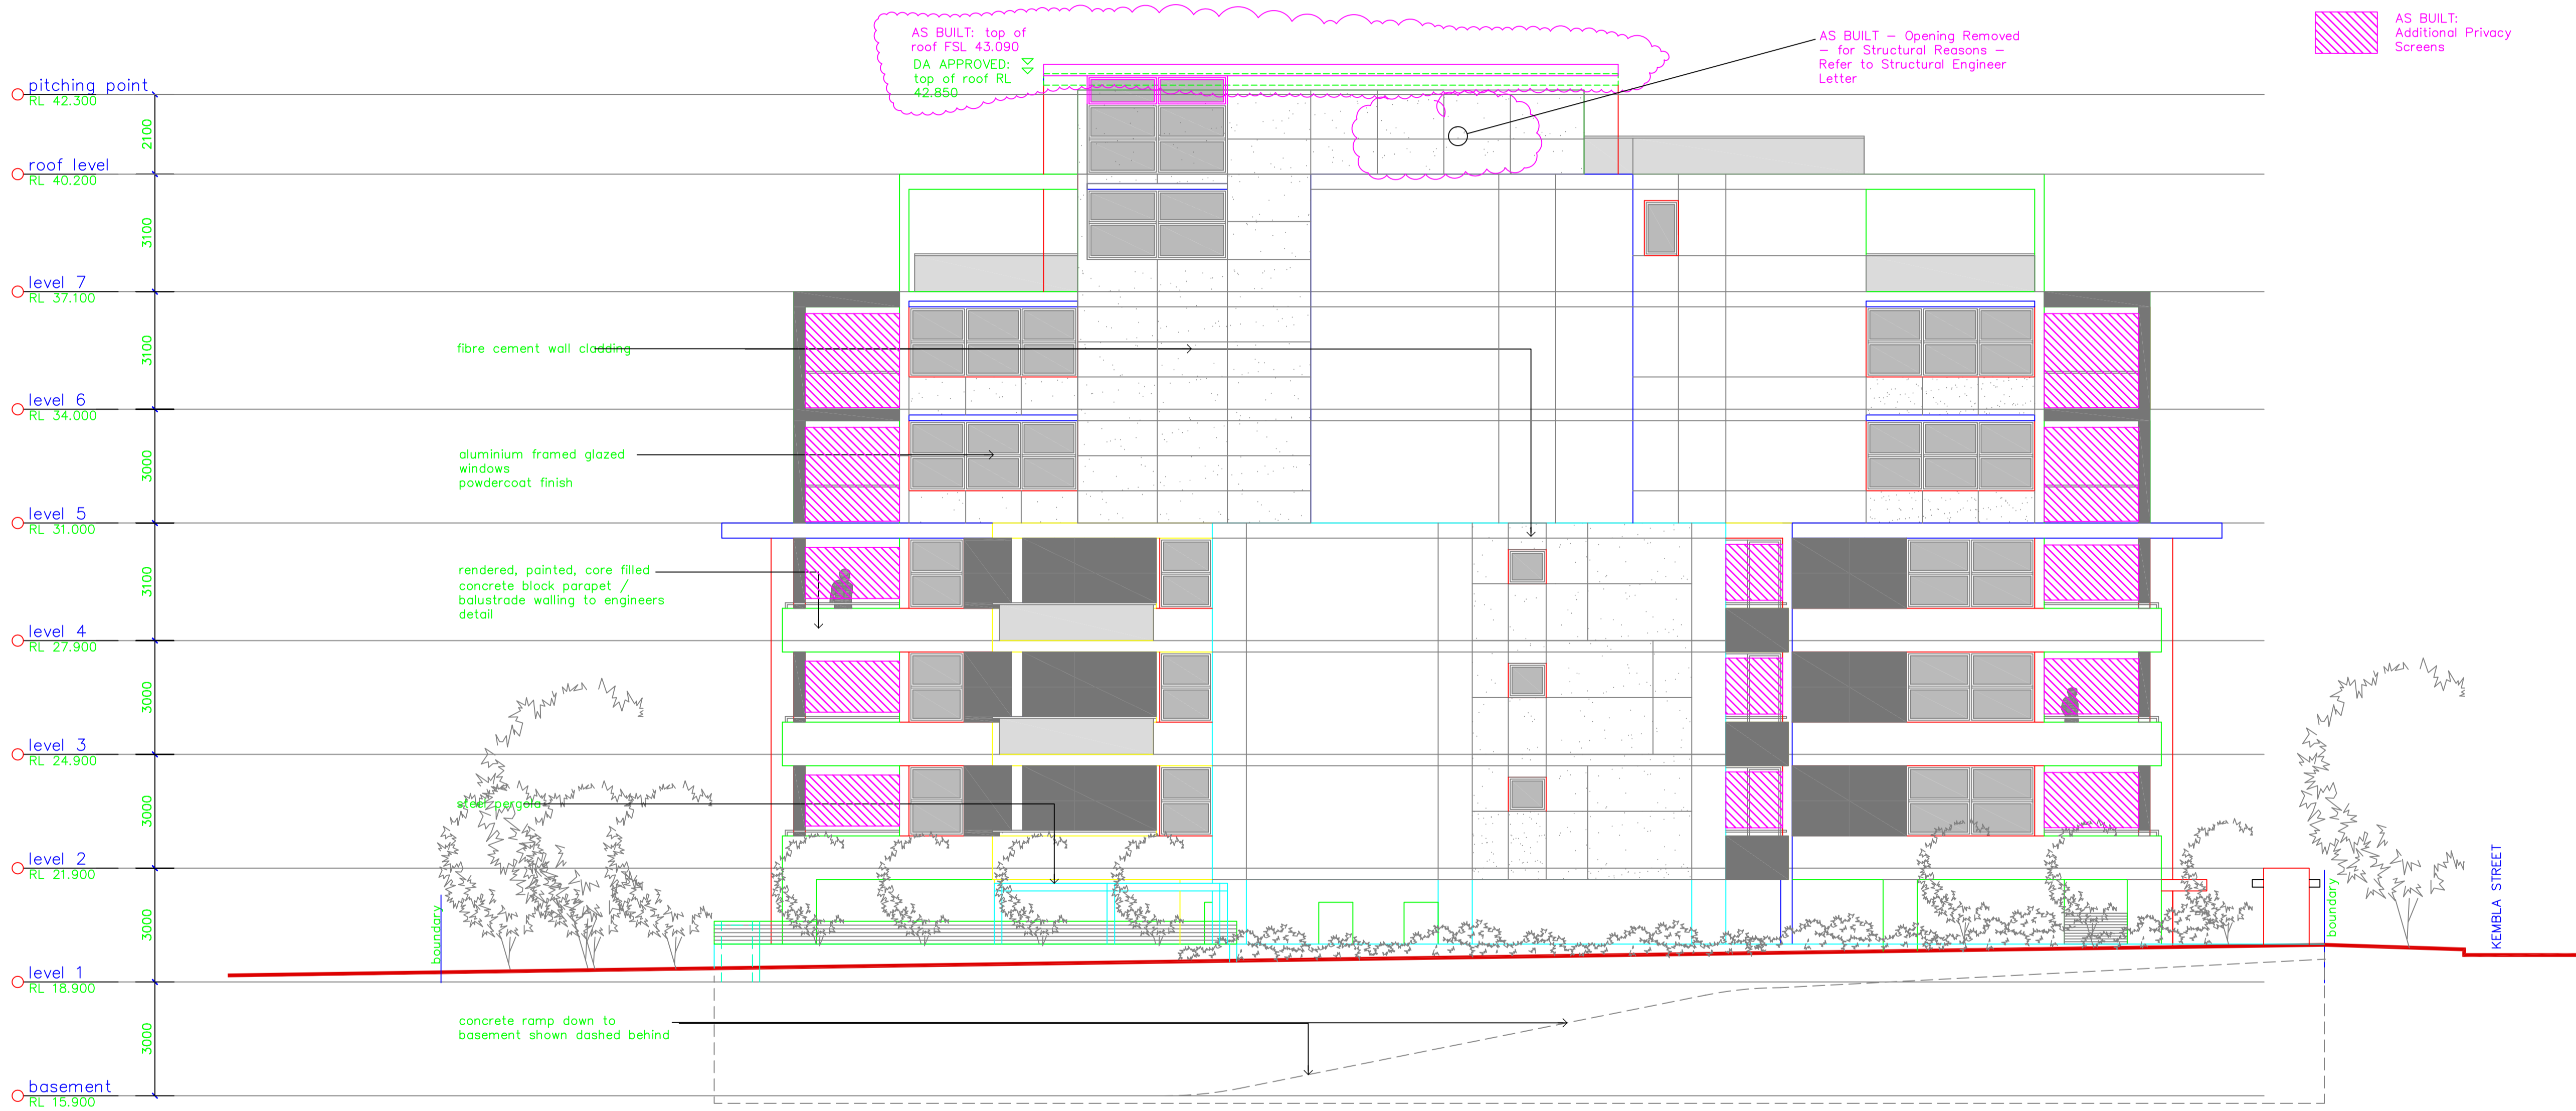 AS BUILT: top of
roof FSL 43.090
DA APPROVED:
top of roof RL
42.850
AS BUILT – Opening Removed
– for Structural Reasons –
Refer to Structural Engineer
Letter
AS BUILT:
Additional Privacy
Screens
pitching point
RL 42.300
2100
roof level
RL 40.200
3100
level 7
RL 37.100
3100
fibre cement wall cladding
level 6
RL 34.000
3000
aluminium framed glazed
windows
powdercoat finish
level 5
RL 31.000
3100
rendered, painted, core filled
concrete block parapet /
balustrade walling to engineers
detail
level 4
RL 27.900
3000
level 3
RL 24.900
3000
steel pergola
level 2
RL 21.900
3000
boundary
boundary
KEMBLA STREET
level 1
RL 18.900
3000
concrete ramp down to
basement shown dashed behind
basement
RL 15.900